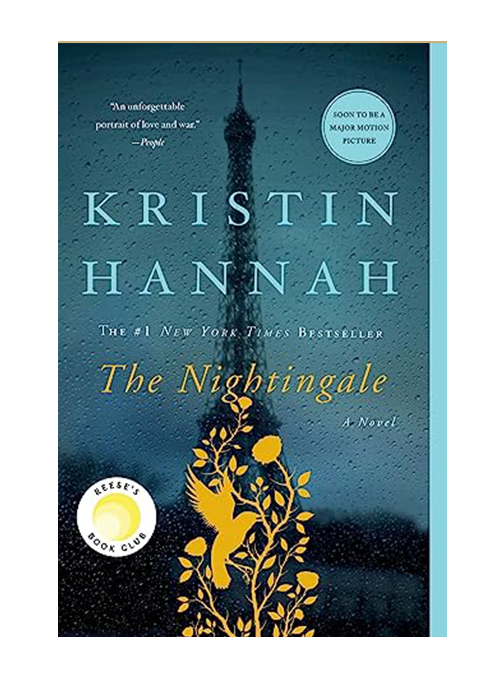 "An unforgettable
portrait of love and war."
—People
SOON TO BE A
MAJOR MOTION
PICTURE
KRISTIN
HANNAH
THE #1 NEW YORK TIMES BESTSELLER
The Nightingale
A Novel
REESE'S
BOOK CLUB